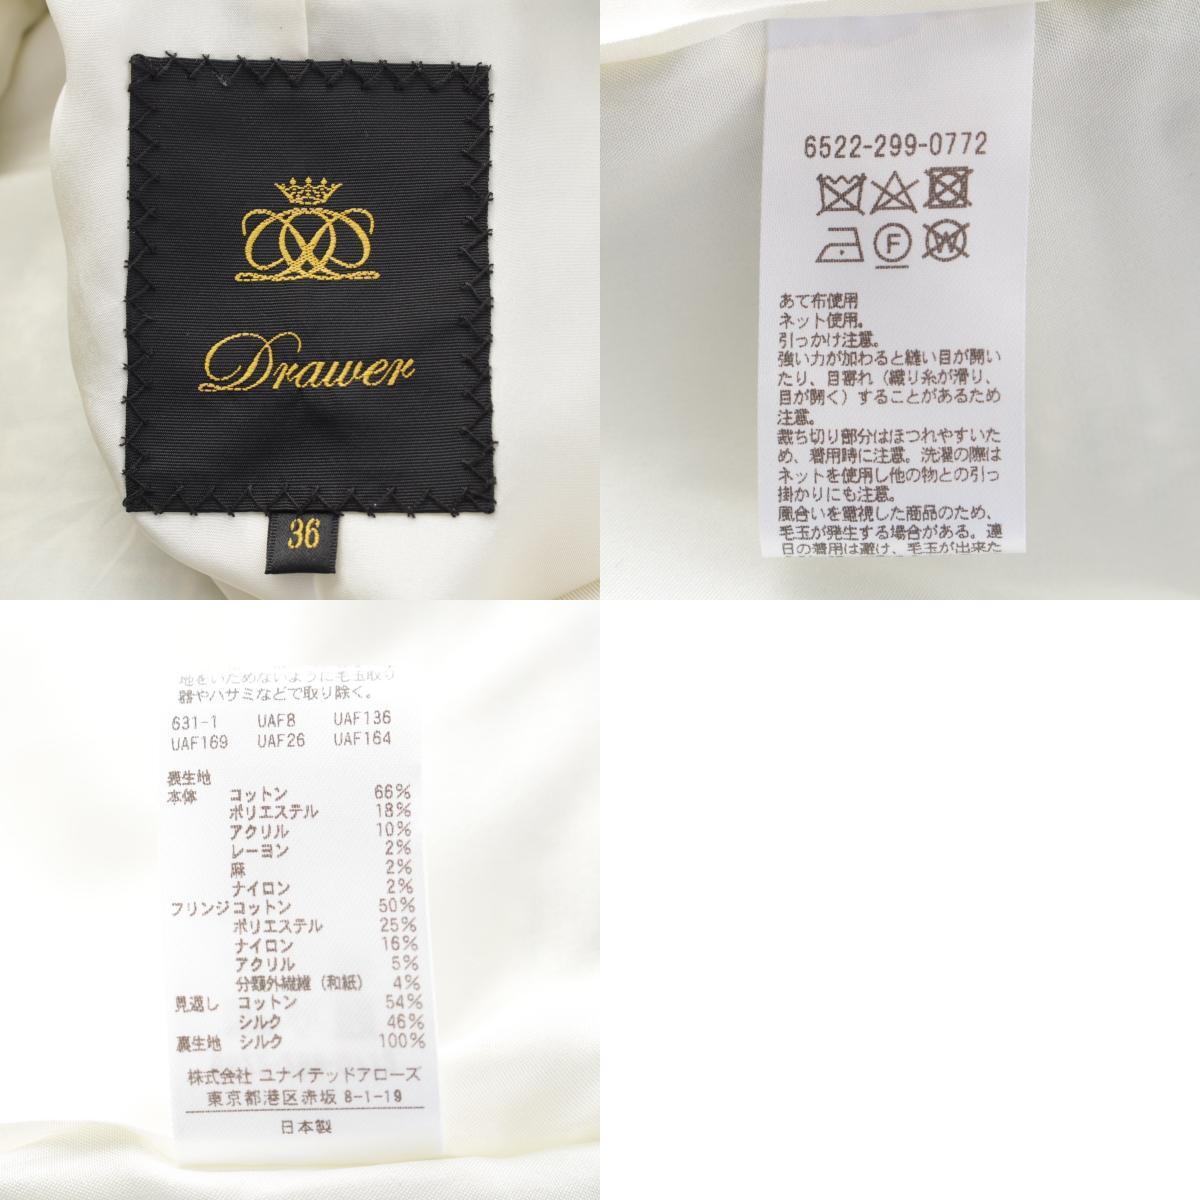 Drawer
36
6522-299-0772
F
W
あて布使用
ネット使用。
引っかけ注意。
強い力が加わると縫い目が開い
たり、目寄れ（織り糸が滑り、
目が開く）することがあるため
注意。
裁ち切り部分はほつれやすいた
め、着用時に注意。洗濯の際は
ネットを使用し他の物との引っ
掛かりにも注意。
風合いを重視した商品のため、
毛玉が発生する場合がある。連
日の着用は避け、毛玉が出来た
地をいためないように毛玉取り
器やハサミなどで取り除く。
631-1 UAF8 UAF136
UAF169 UAF26 UAF164
表生地
本体 コットン 66%
ポリエステル 18%
アクリル 10%
レーヨン 2%
麻 2%
ナイロン 2%
フリンジ コットン 50%
ポリエステル 25%
ナイロン 16%
アクリル 5%
分類外繊維（和紙） 4%
見返し コットン 54%
シルク 46%
裏生地 シルク 100%
株式会社 ユナイテッドアローズ
東京都港区赤坂 8-1-19
日本製